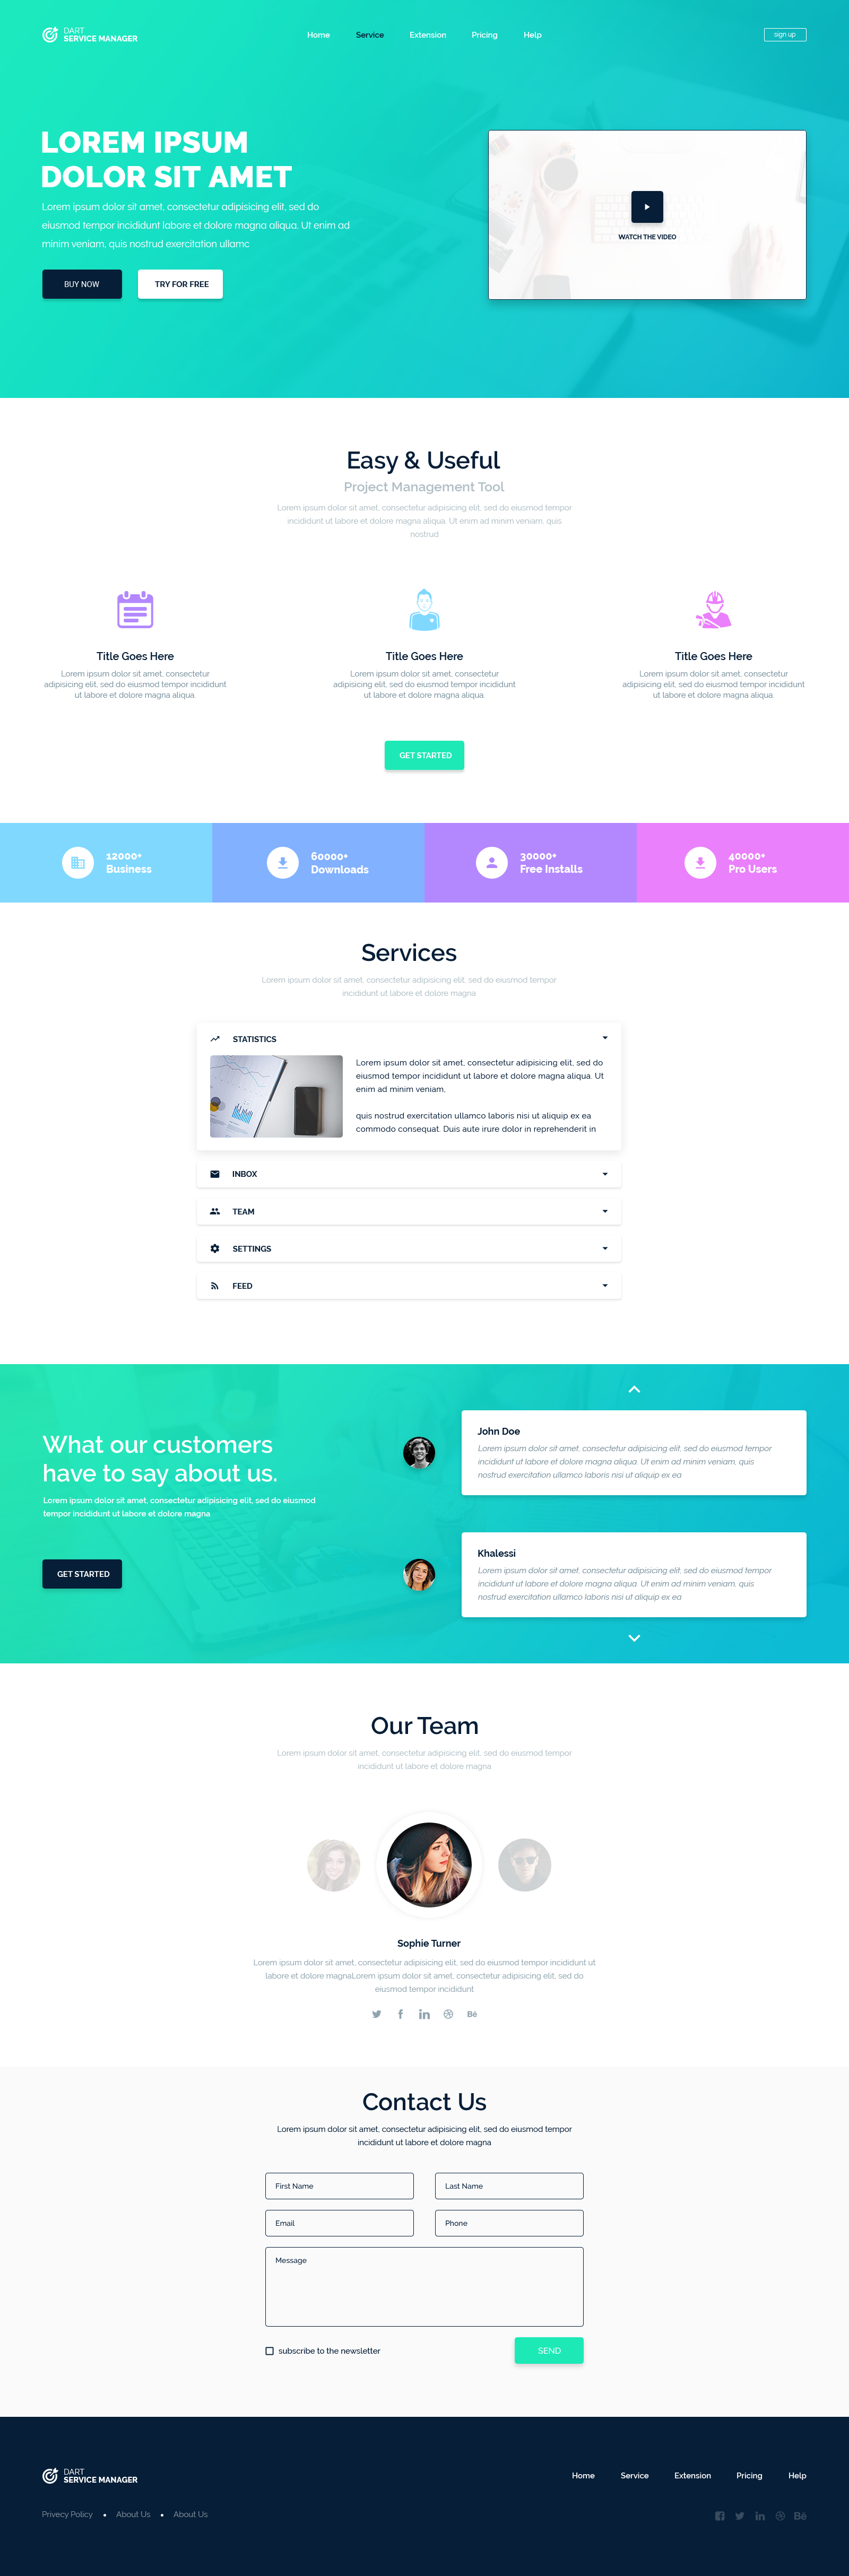 DART
SERVICE MANAGER
Home
Service
Extension
Pricing
Help
sign up
LOREM IPSUM
DOLOR SIT AMET
Lorem ipsum dolor sit amet, consectetur adipisicing elit, sed do
eiusmod tempor incididunt ut labore et dolore magna aliqua. Ut enim ad
minim veniam, quis nostrud exercitation ullamc
BUY NOW
TRY FOR FREE
WATCH THE VIDEO
Easy & Useful
Project Management Tool
Lorem ipsum dolor sit amet, consectetur adipisicing elit, sed do eiusmod tempor
incididunt ut labore et dolore magna aliqua. Ut enim ad minim veniam, quis
nostrud
Title Goes Here
Lorem ipsum dolor sit amet, consectetur
adipisicing elit, sed do eiusmod tempor incididunt
ut labore et dolore magna aliqua.
Title Goes Here
Lorem ipsum dolor sit amet, consectetur
adipisicing elit, sed do eiusmod tempor incididunt
ut labore et dolore magna aliqua.
Title Goes Here
Lorem ipsum dolor sit amet, consectetur
adipisicing elit, sed do eiusmod tempor incididunt
ut labore et dolore magna aliqua.
GET STARTED
12000+
Business
60000+
Downloads
30000+
Free Installs
40000+
Pro Users
Services
Lorem ipsum dolor sit amet, consectetur adipisicing elit, sed do eiusmod tempor
incididunt ut labore et dolore magna
STATISTICS
Lorem ipsum dolor sit amet, consectetur adipisicing elit, sed do
eiusmod tempor incididunt ut labore et dolore magna aliqua. Ut
enim ad minim veniam,
quis nostrud exercitation ullamco laboris nisi ut aliquip ex ea
commodo consequat. Duis aute irure dolor in reprehenderit in
INBOX
TEAM
SETTINGS
FEED
What our customers
have to say about us.
Lorem ipsum dolor sit amet, consectetur adipisicing elit, sed do eiusmod
tempor incididunt ut labore et dolore magna
GET STARTED
John Doe
Lorem ipsum dolor sit amet, consectetur adipisicing elit, sed do eiusmod tempor
incididunt ut labore et dolore magna aliqua. Ut enim ad minim veniam, quis
nostrud exercitation ullamco laboris nisi ut aliquip ex ea
Khalessi
Lorem ipsum dolor sit amet, consectetur adipisicing elit, sed do eiusmod tempor
incididunt ut labore et dolore magna aliqua. Ut enim ad minim veniam, quis
nostrud exercitation ullamco laboris nisi ut aliquip ex ea
Our Team
Lorem ipsum dolor sit amet, consectetur adipisicing elit, sed do eiusmod tempor
incididunt ut labore et dolore magna
Sophie Turner
Lorem ipsum dolor sit amet, consectetur adipisicing elit, sed do eiusmod tempor incididunt ut
labore et dolore magnaLorem ipsum dolor sit amet, consectetur adipisicing elit, sed do
eiusmod tempor incididunt
Contact Us
Lorem ipsum dolor sit amet, consectetur adipisicing elit, sed do eiusmod tempor
incididunt ut labore et dolore magna
First Name
Last Name
Email
Phone
Message
subscribe to the newsletter
SEND
DART
SERVICE MANAGER
Home
Service
Extension
Pricing
Help
Privecy Policy
About Us
About Us